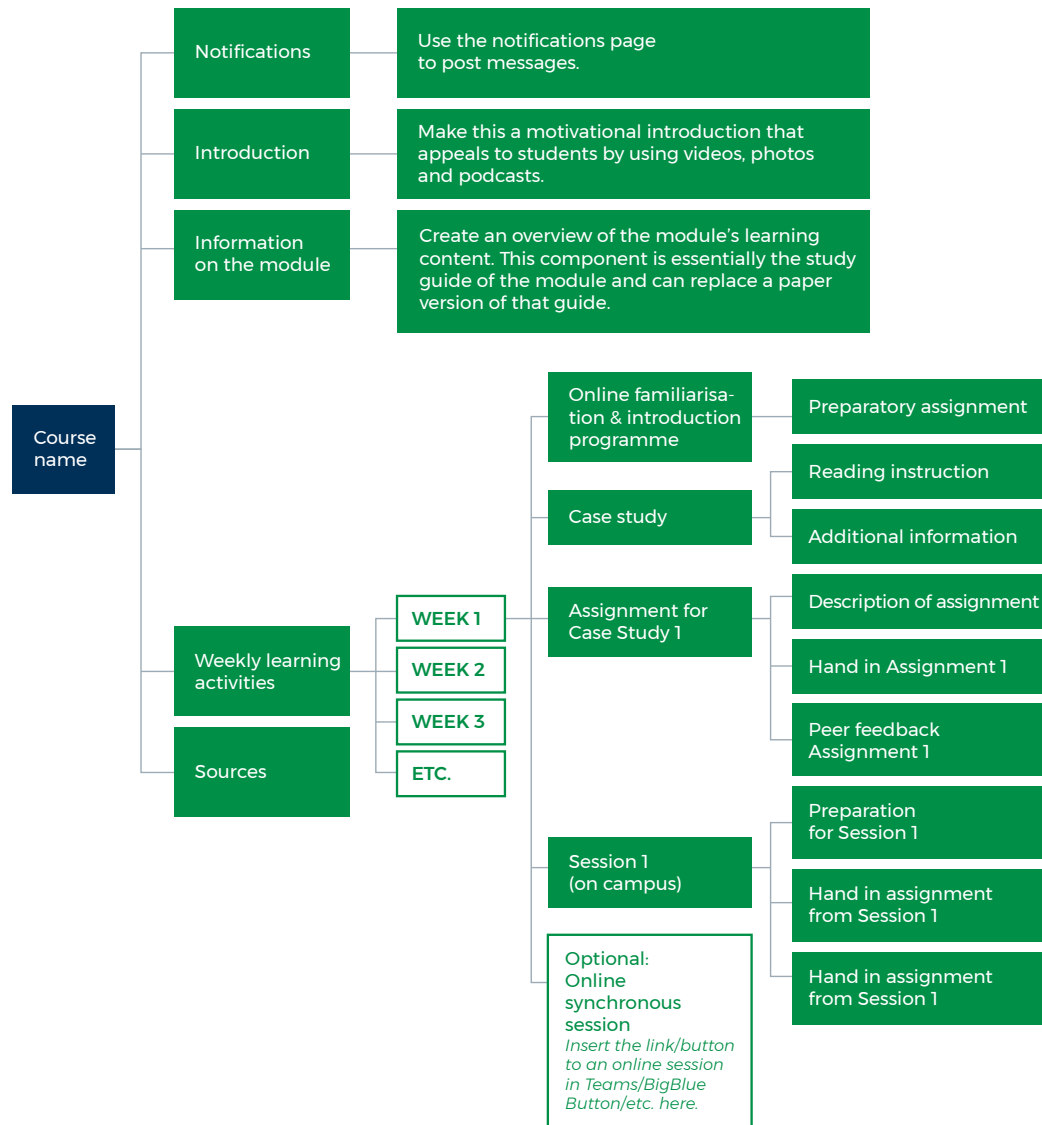 Notifications
Use the notifications page
to post messages.
Introduction
Make this a motivational introduction that
appeals to students by using videos, photos
and podcasts.
Information
on the module
Create an overview of the module’s learning
content. This component is essentially the study
guide of the module and can replace a paper
version of that guide.
Course
name
Weekly learning
activities
Sources
WEEK 1
WEEK 2
WEEK 3
ETC.
Online familiarisa-
tion & introduction
programme
Preparatory assignment
Case study
Reading instruction
Additional information
Assignment for
Case Study 1
Description of assignment
Hand in Assignment 1
Peer feedback
Assignment 1
Session 1
(on campus)
Preparation
for Session 1
Hand in assignment
from Session 1
Hand in assignment
from Session 1
Optional:
Online
synchronous
session
Insert the link/button
to an online session
in Teams/BigBlue
Button/etc. here.